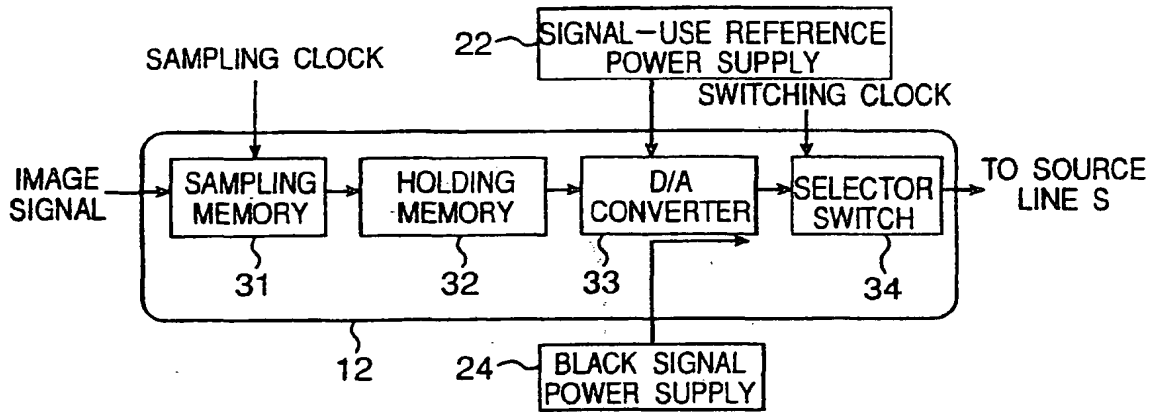 22
SIGNAL-USE REFERENCE
POWER SUPPLY
SAMPLING CLOCK
SWITCHING CLOCK
IMAGE
SIGNAL
SAMPLING
MEMORY
HOLDING
MEMORY
D/A
CONVERTER
SELECTOR
SWITCH
TO SOURCE
LINE S
31
32
33
34
12
24
BLACK SIGNAL
POWER SUPPLY